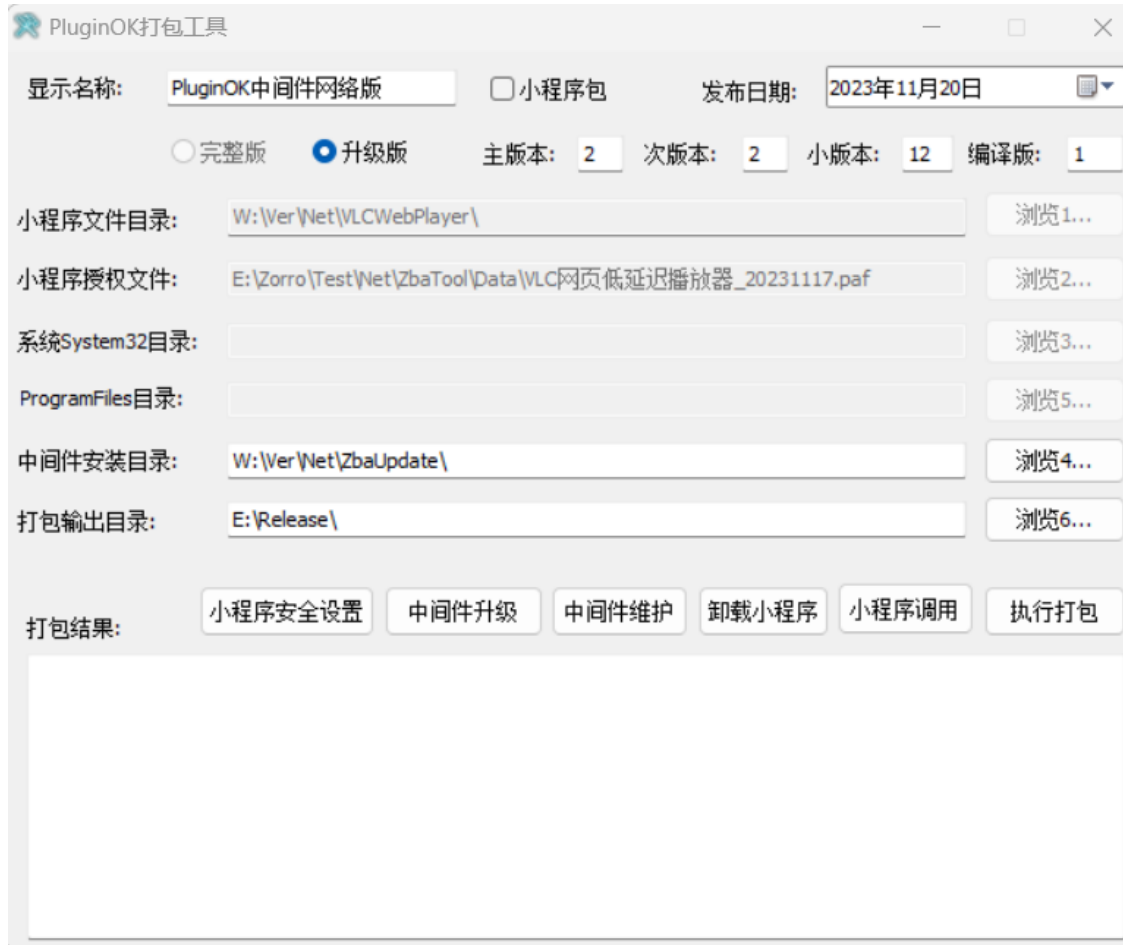 PluginOK打包工具
显示名称: PluginOK中间件网络版 小程序包 发布日期: 2023年11月20日
完整版 升级版 主版本: 2 次版本: 2 小版本: 12 编译版: 1
小程序文件目录: W:\Ver\Net\VLCWebPlayer\ 浏览1...
小程序授权文件: E:\Zorro\Test\Net\ZbaTool\Data\VLC网页低延迟播放器_20231117.paf 浏览2...
系统System32目录: 浏览3...
ProgramFiles目录: 浏览5...
中间件安装目录: W:\Ver\Net\ZbaUpdate\ 浏览4...
打包输出目录: E:\Release\ 浏览6...
打包结果: 小程序安全设置 中间件升级 中间件维护 卸载小程序 小程序调用 执行打包